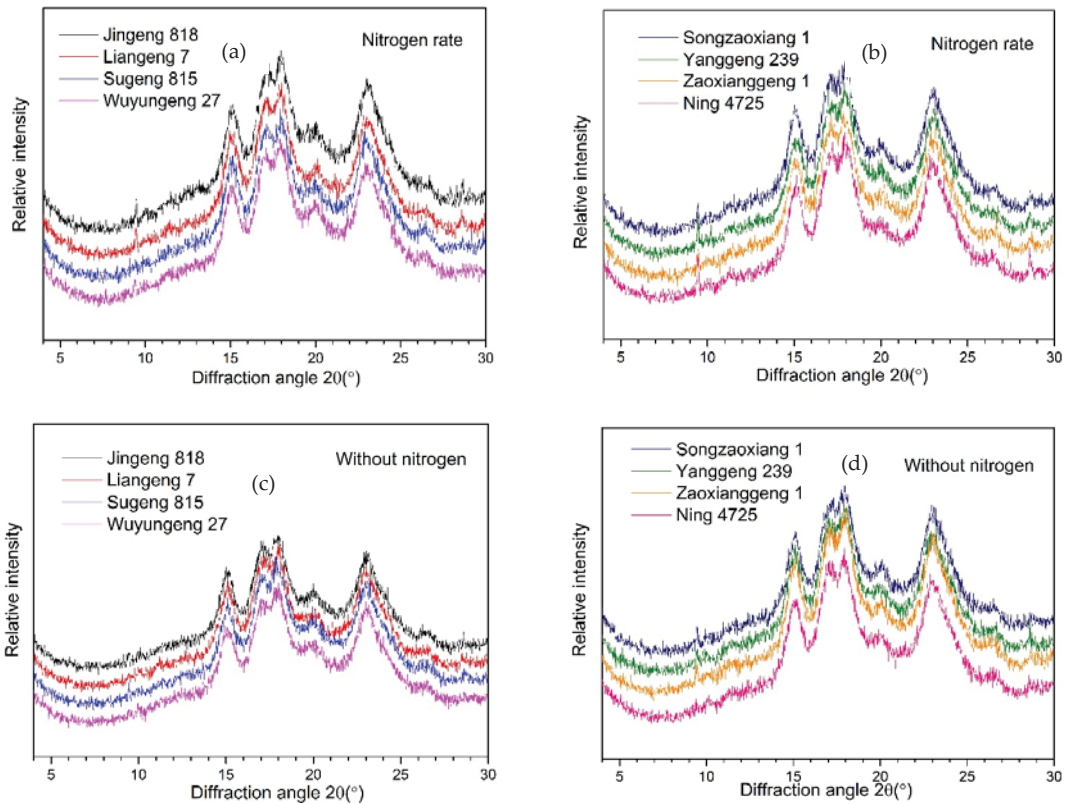 Jingeng 818
Liangeng 7
Sugeng 815
Wuyungeng 27
(a)
Nitrogen rate
Relative intensity
5 10 15 20 25 30
Diffraction angle 2θ(°)
Songzaoxiang 1
Yanggeng 239
Zaoxianggeng 1
Ning 4725
(b)
Nitrogen rate
Relative intensity
5 10 15 20 25 30
Diffraction angle 2θ(°)
Jingeng 818
Liangeng 7
Sugeng 815
Wuyungeng 27
(c)
Without nitrogen
Relative intensity
5 10 15 20 25 30
Diffraction angle 2θ(°)
Songzaoxiang 1
Yanggeng 239
Zaoxianggeng 1
Ning 4725
(d)
Without nitrogen
Relative intensity
5 10 15 20 25 30
Diffraction angle 2θ(°)